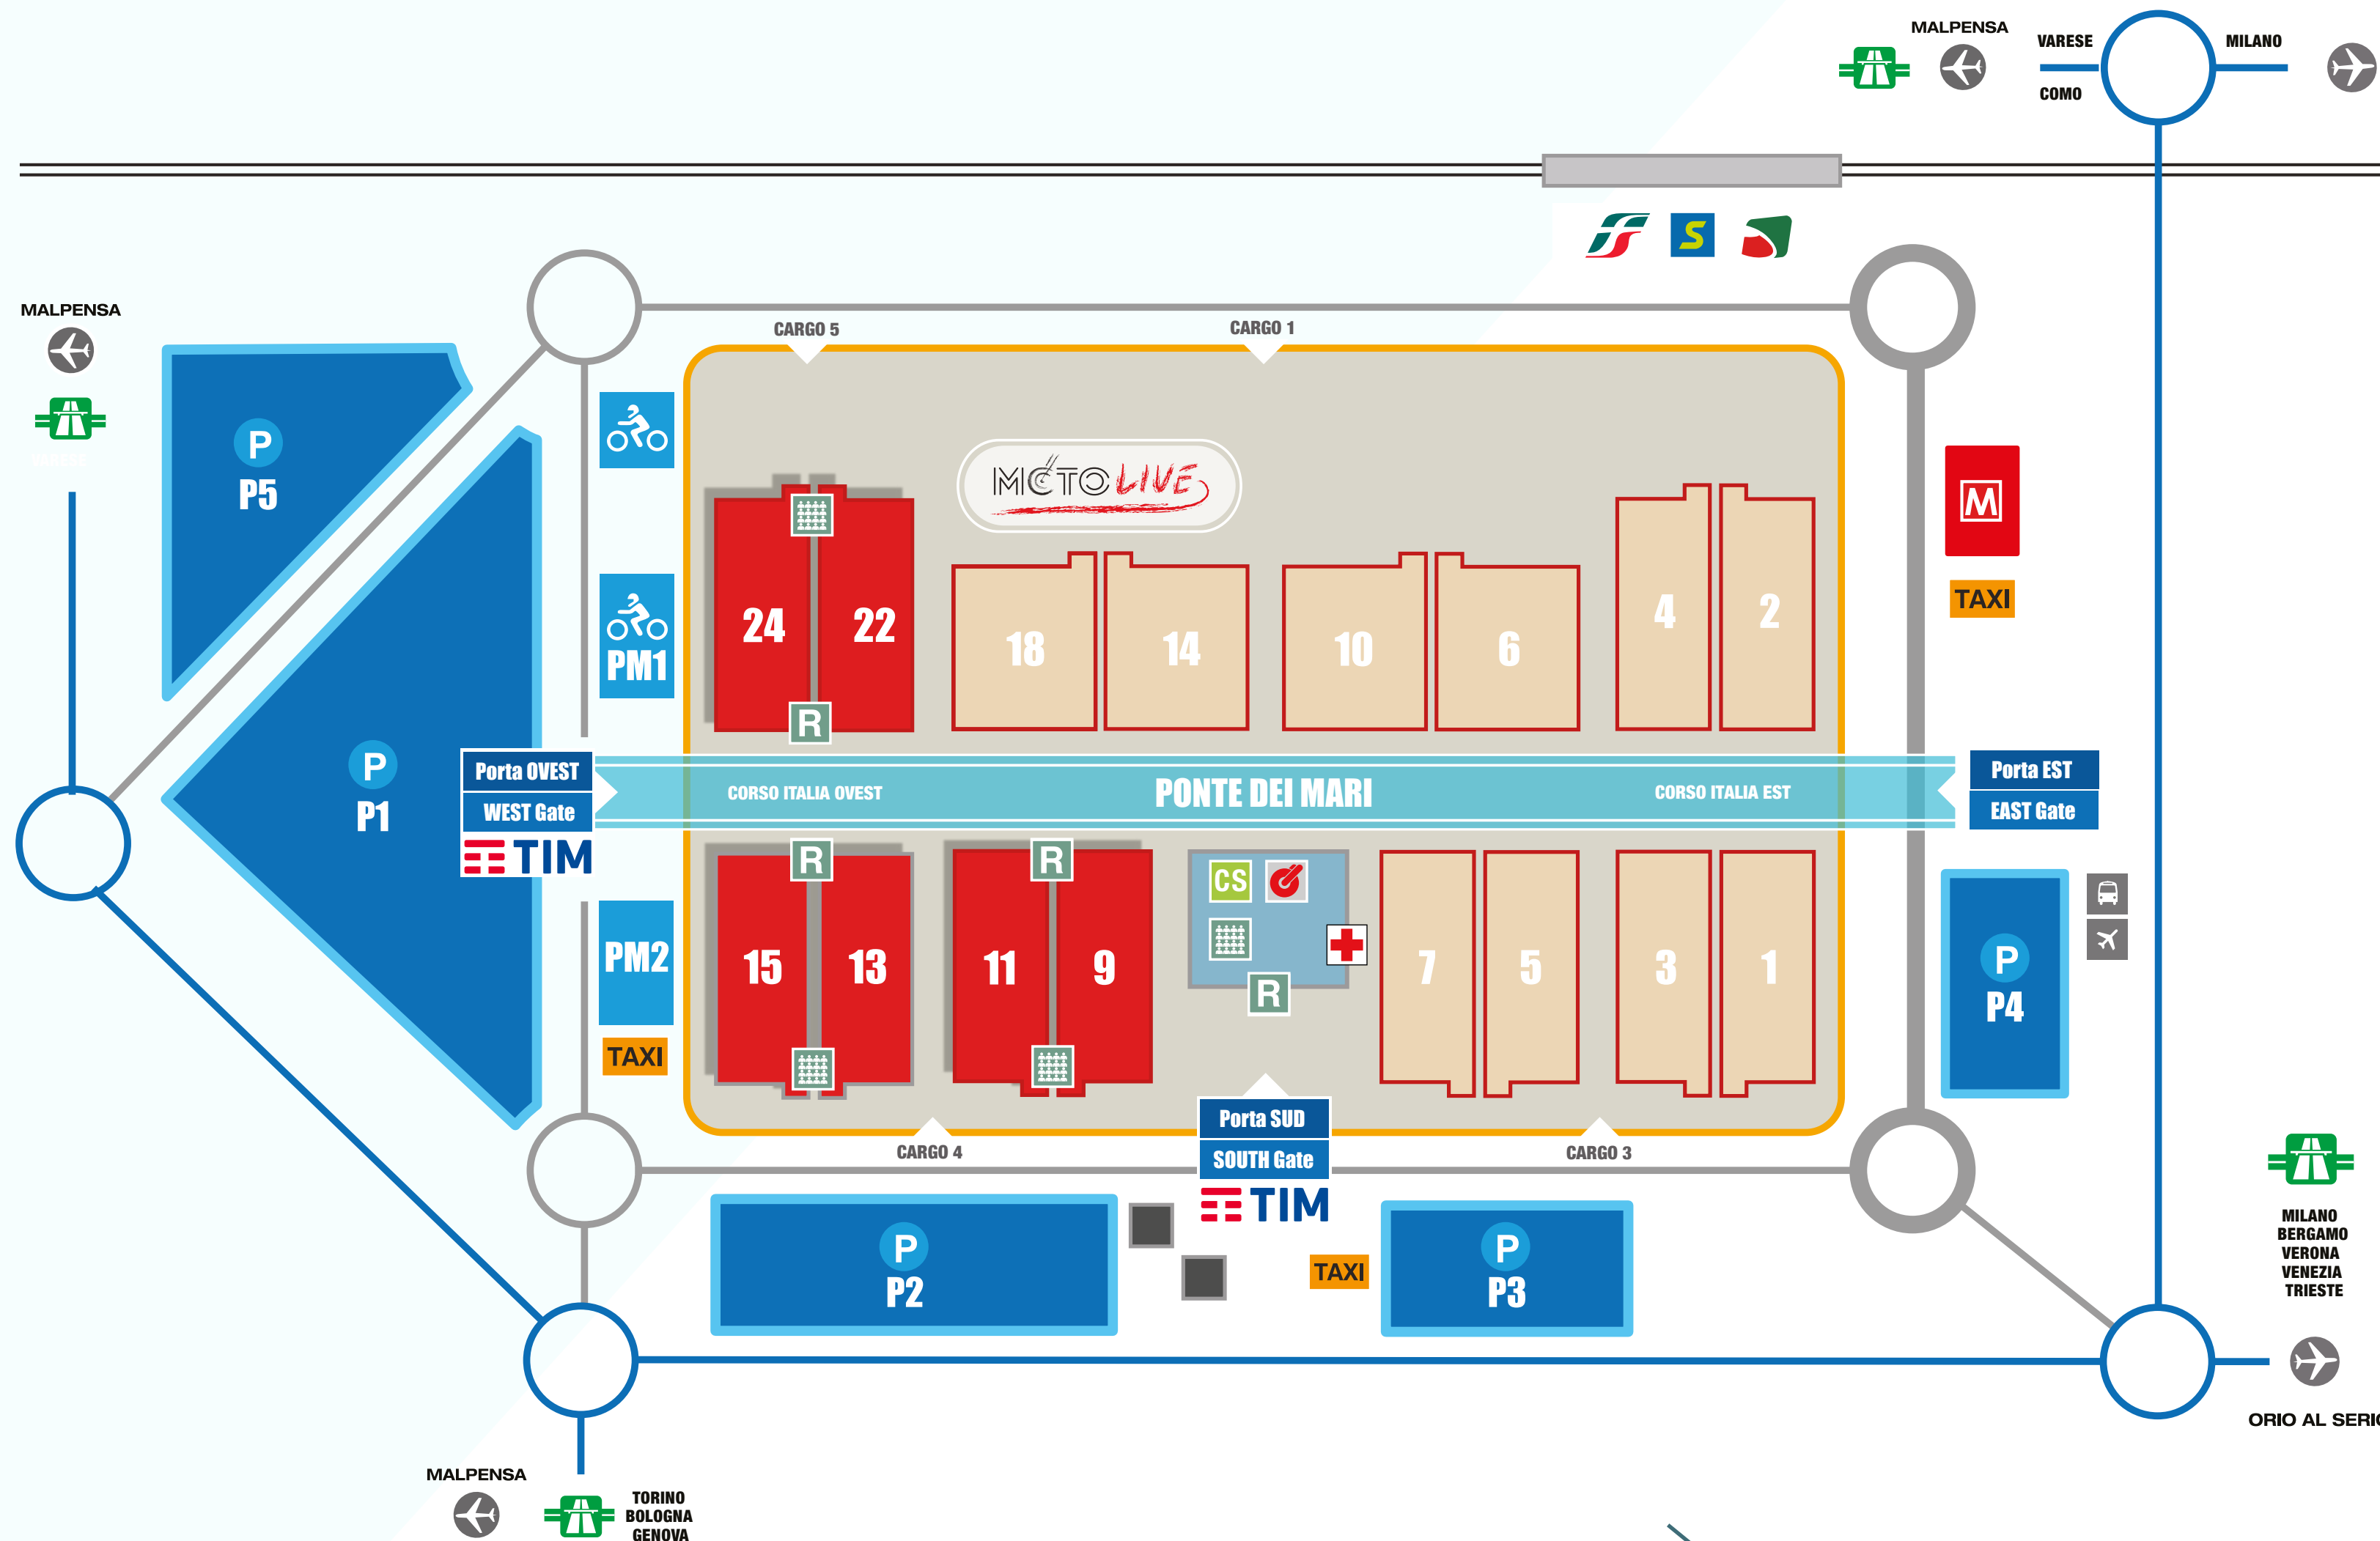 MALPENSA
VARESE
MILANO
COMO
S
MALPENSA
CARGO 5
CARGO 1
P
P5
MOTO LIVE
M
TAXI
PM1
24
22
18
14
10
6
4
2
R
P
P1
Porta OVEST
WEST Gate
TIM
CORSO ITALIA OVEST
PONTE DEI MARI
CORSO ITALIA EST
Porta EST
EAST Gate
R
R
CS
PM2
15
13
11
9
7
5
3
1
R
P
P4
TAXI
Porta SUD
SOUTH Gate
TIM
CARGO 4
CARGO 3
P
P2
TAXI
P
P3
MILANO
BERGAMO
VERONA
VENEZIA
TRIESTE
ORIO AL SERIO
MALPENSA
TORINO
BOLOGNA
GENOVA